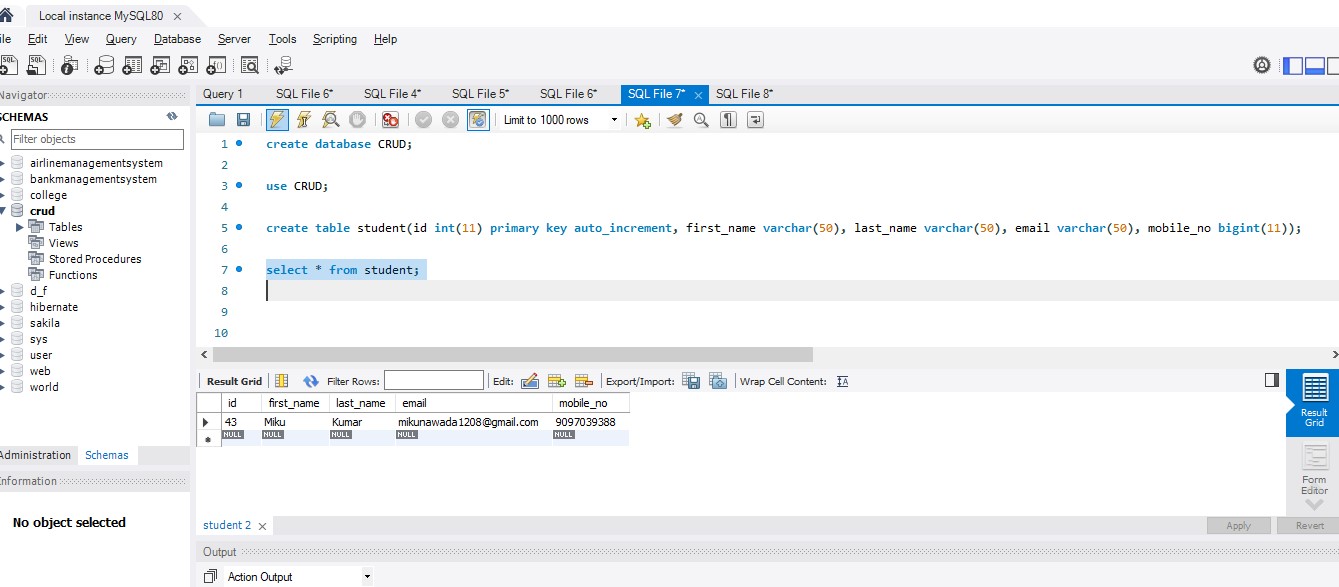 Local instance MySQL80
ile Edit View Query Database Server Tools Scripting Help
Navigator
SCHEMAS
Filter objects
airlinemanagementsystem
bankmanagementsystem
college
crud
Tables
Views
Stored Procedures
Functions
d_f
hibernate
sakila
sys
user
web
world
Administration Schemas
Information
No object selected
Query 1 SQL File 6* SQL File 4* SQL File 5* SQL File 6* SQL File 7* SQL File 8*
Limit to 1000 rows
1 create database CRUD;
2
3 use CRUD;
4
5 create table student(id int(11) primary key auto_increment, first_name varchar(50), last_name varchar(50), email varchar(50), mobile_no bigint(11));
6
7 select * from student;
8
9
10
Result Grid Filter Rows: Edit: Export/Import: Wrap Cell Content: IA
id first_name last_name email mobile_no
43 Miku Kumar mikunawada1208@gmail.com 9097039388
NULL NULL NULL NULL NULL
Result
Grid
Form
Editor
student 2 Apply Revert
Output
Action Output